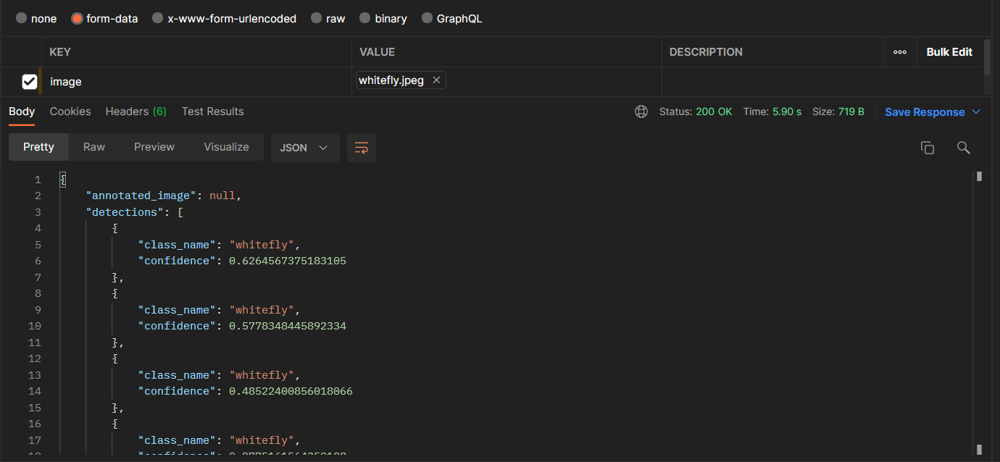 none form-data x-www-form-urlencoded raw binary GraphQL
KEY VALUE DESCRIPTION ooo Bulk Edit
image whitefly.jpeg ×
Body Cookies Headers (6) Test Results Status: 200 OK Time: 5.90 s Size: 719 B Save Response
Pretty Raw Preview Visualize JSON
1 {
2 "annotated_image": null,
3 "detections": [
4 {
5 "class_name": "whitefly",
6 "confidence": 0.6264567375183105
7 },
8 {
9 "class_name": "whitefly",
10 "confidence": 0.5778348445892334
11 },
12 {
13 "class_name": "whitefly",
14 "confidence": 0.48522400856018066
15 },
16 {
17 "class_name": "whitefly",
18 "confidence":